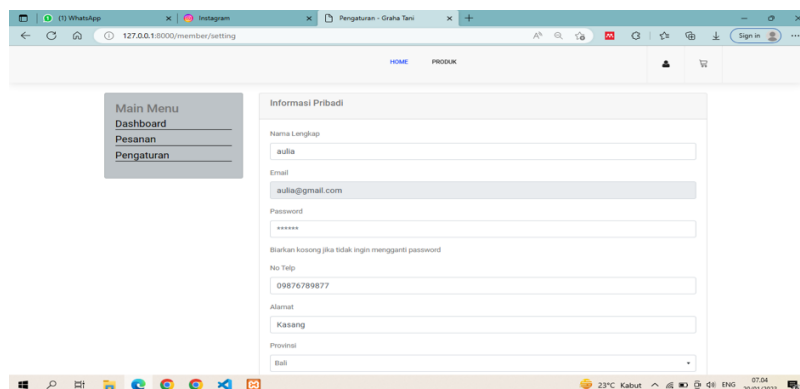 (1) WhatsApp
Instagram
Pengaturan - Graha Tani
127.0.0.1:8000/member/setting
Sign in
HOME PRODUK
Main Menu
Dashboard
Pesanan
Pengaturan
Informasi Pribadi
Nama Lengkap
aulia
Email
aulia@gmail.com
Password
******
Biarkan kosong jika tidak ingin mengganti password
No Telp
09876789877
Alamat
Kasang
Provinsi
Bali
23°C Kabut
ENG
07.04